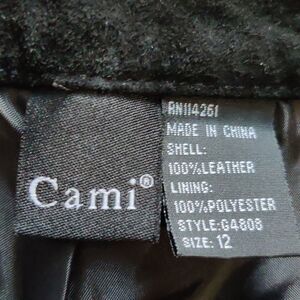 Cami®
RN114261
MADE IN CHINA
SHELL:
100%LEATHER
LINING:
100%POLYESTER
STYLE:G4808
SIZE: 12